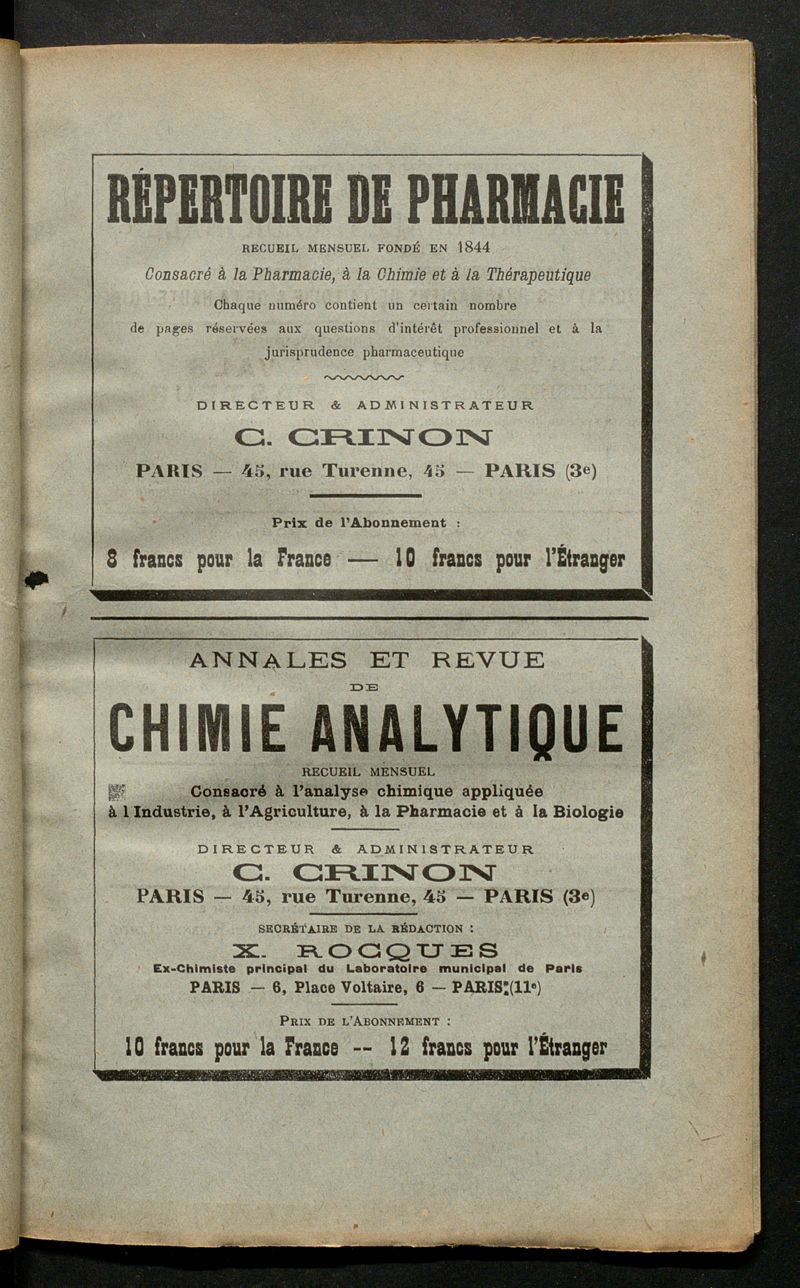 RÉPERTOIRE DE PHARMACIE
RECUEIL MENSUEL FONDÉ EN 1844
Consacré à la Pharmacie, à la Chimie et à la Thérapeutique
Chaque numéro contient un certain nombre
de pages réservées aux questions d'intérêt professionnel et à la
jurisprudence pharmaceutique
DIRECTEUR & ADMINISTRATEUR
C. CRINON
PARIS — 45, rue Turenne, 45 — PARIS (3e)
Prix de l'Abonnement :
8 francs pour la France — 10 francs pour l'Étranger
ANNALES ET REVUE
DE
CHIMIE ANALYTIQUE
RECUEIL MENSUEL
Consacré à l'analyse chimique appliquée
à l Industrie, à l'Agriculture, à la Pharmacie et à la Biologie
DIRECTEUR & ADMINISTRATEUR
C. CRINON
PARIS — 45, rue Turenne, 45 — PARIS (3e)
SECRÉTAIRE DE LA RÉDACTION :
X. ROCQUES
Ex-Chimiste principal du Laboratoire municipal de Paris
PARIS — 6, Place Voltaire, 6 — PARIS (11e)
PRIX DE L'ABONNEMENT :
10 francs pour la France -- 12 francs pour l'Étranger